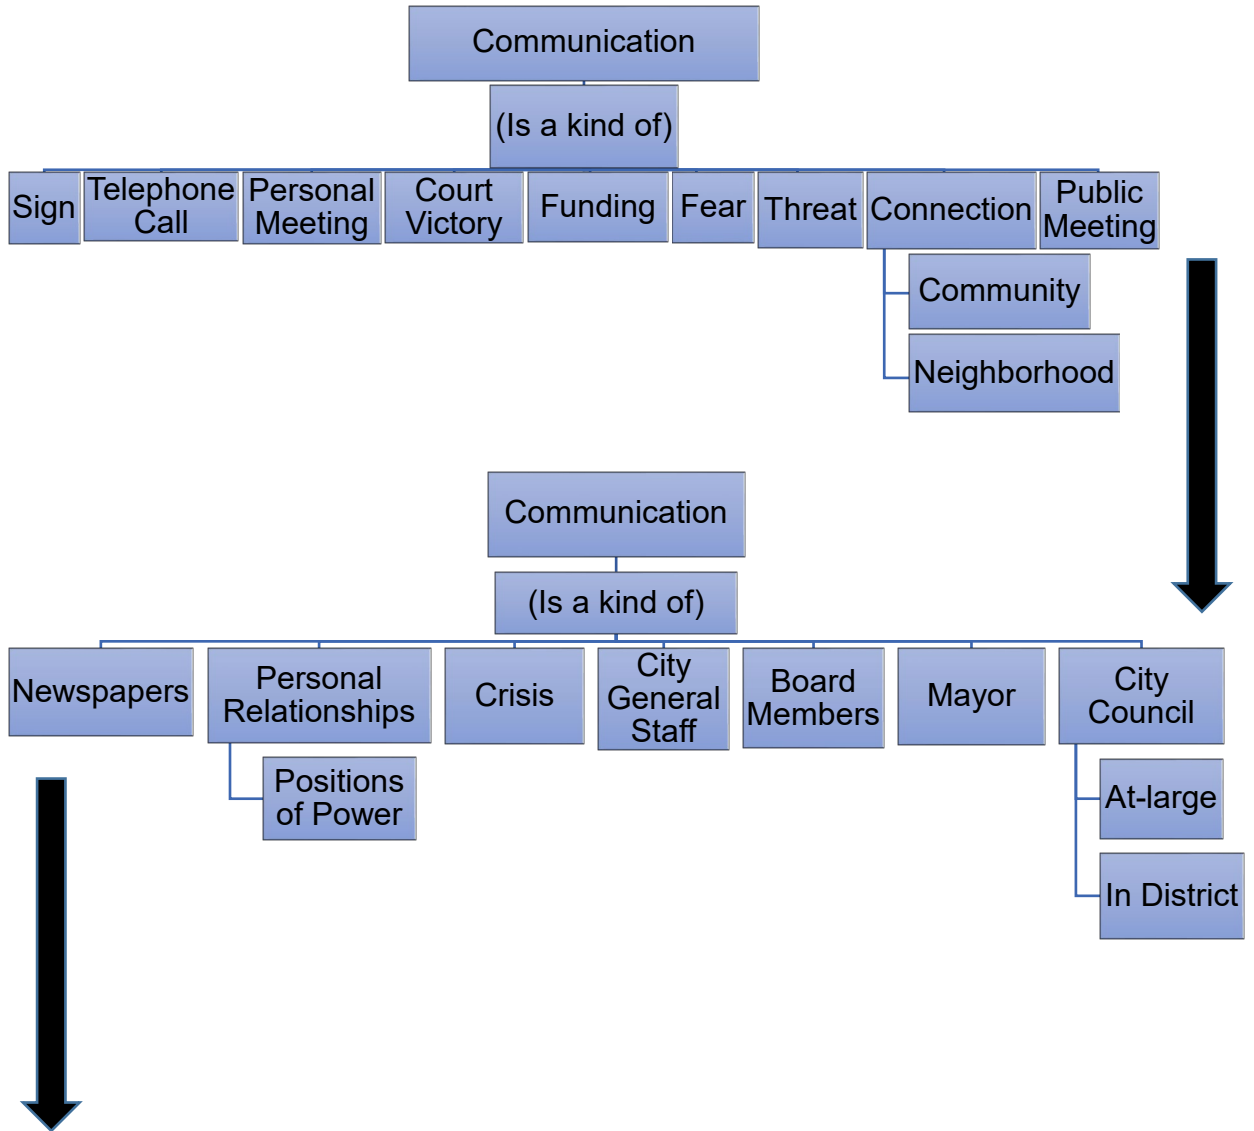 Communication
(Is a kind of)
Sign
Telephone
Call
Personal
Meeting
Court
Victory
Funding
Fear
Threat
Connection
Public
Meeting
Community
Neighborhood
Communication
(Is a kind of)
Newspapers
Personal
Relationships
Crisis
City
General
Staff
Board
Members
Mayor
City
Council
Positions
of Power
At-large
In District